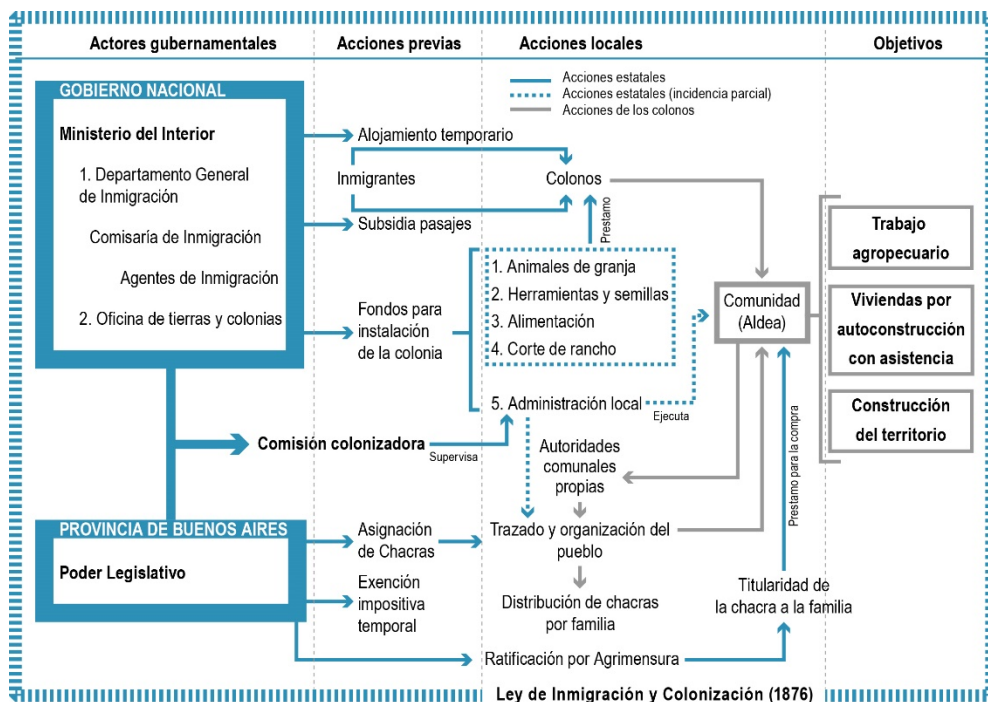 Actores gubernamentales
Acciones previas
Acciones locales
Objetivos
Acciones estatales
Acciones estatales (incidencia parcial)
Acciones de los colonos
GOBIERNO NACIONAL
Ministerio del Interior
1. Departamento General
de Inmigración
Comisaría de Inmigración
Agentes de Inmigración
2. Oficina de tierras y colonias
Alojamiento temporario
Inmigrantes
Colonos
Subsidia pasajes
Prestamo
Fondos para
instalación
de la colonia
1. Animales de granja
2. Herramientas y semillas
3. Alimentación
4. Corte de rancho
5. Administración local
Ejecuta
Comunidad
(Aldea)
Trabajo
agropecuario
Viviendas por
autoconstrucción
con asistencia
Construcción
del territorio
Comisión colonizadora
Supervisa
Autoridades
comunales
propias
Prestamo para la compra
PROVINCIA DE BUENOS AIRES
Poder Legislativo
Asignación
de Chacras
Trazado y organización del
pueblo
Exención
impositiva
temporal
Distribución de chacras
por familia
Titularidad de
la chacra a la familia
Ratificación por Agrimensura
Ley de Inmigración y Colonización (1876)